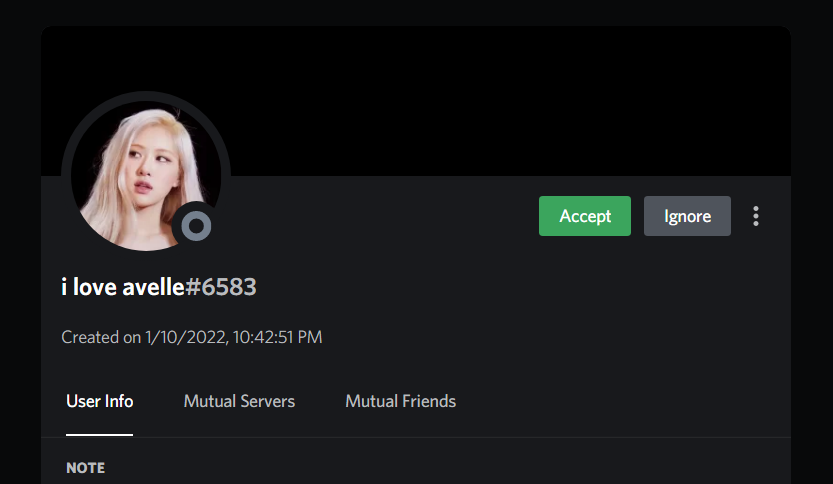 Accept Ignore
i love avelle#6583
Created on 1/10/2022, 10:42:51 PM
User Info Mutual Servers Mutual Friends
NOTE